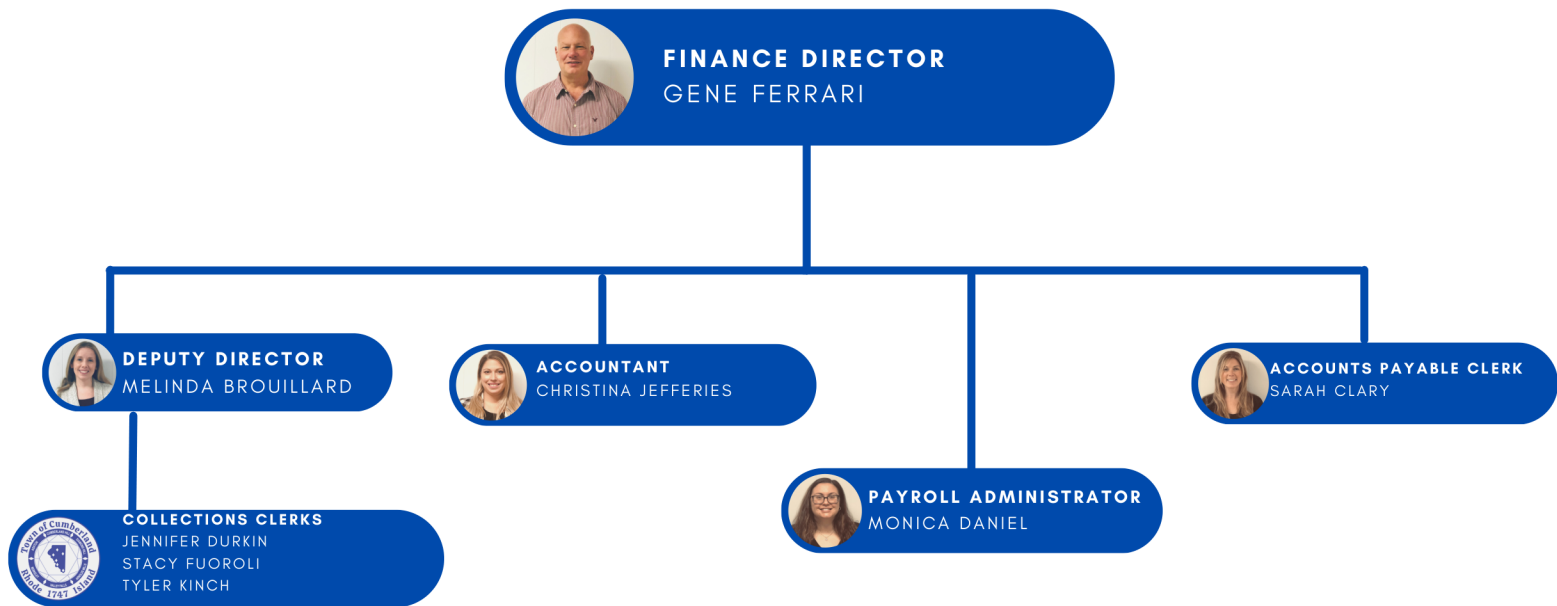 FINANCE DIRECTOR
GENE FERRARI
DEPUTY DIRECTOR
MELINDA BROUILLARD
ACCOUNTANT
CHRISTINA JEFFERIES
ACCOUNTS PAYABLE CLERK
SARAH CLARY
PAYROLL ADMINISTRATOR
MONICA DANIEL
COLLECTIONS CLERKS
JENNIFER DURKIN
STACY FUOROLI
TYLER KINCH
Town of Cumberland
Rhode 1747 Island